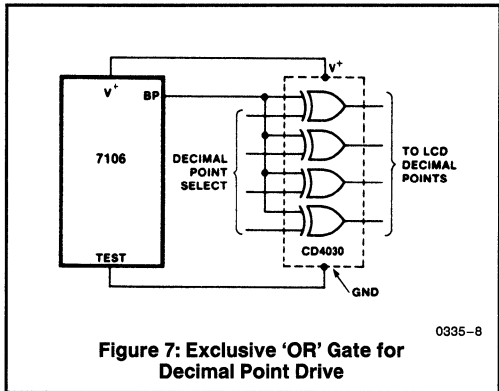 V+
V+
BP
7106
DECIMAL
POINT
SELECT
TO LCD
DECIMAL
POINTS
CD4030
TEST
GND
0335-8
Figure 7: Exclusive 'OR' Gate for
Decimal Point Drive